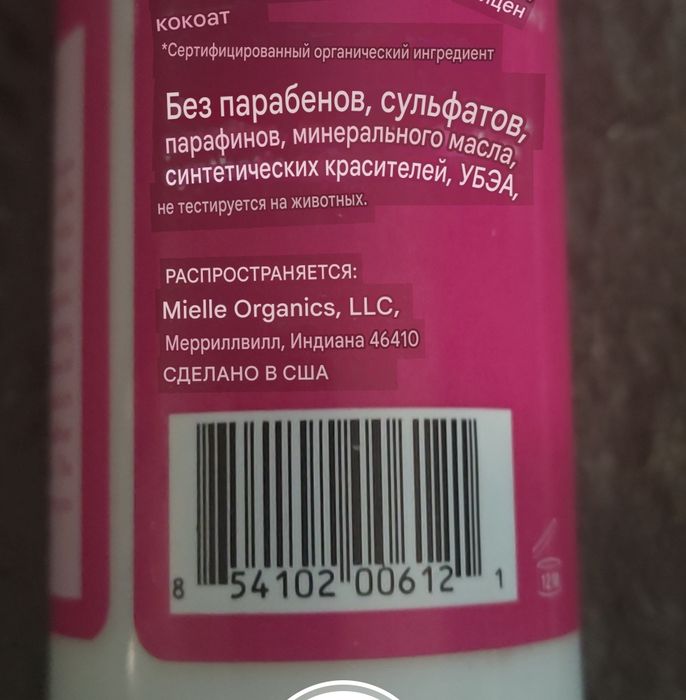 кокоат
*Сертифицированный органический ингредиент
Без парабенов, сульфатов,
парафинов, минерального масла,
синтетических красителей, УБЭА,
не тестируется на животных.
РАСПРОСТРАНЯЕТСЯ:
Mielle Organics, LLC,
Мерриллвилл, Индиана 46410
СДЕЛАНО В США
8 54102 00612 1